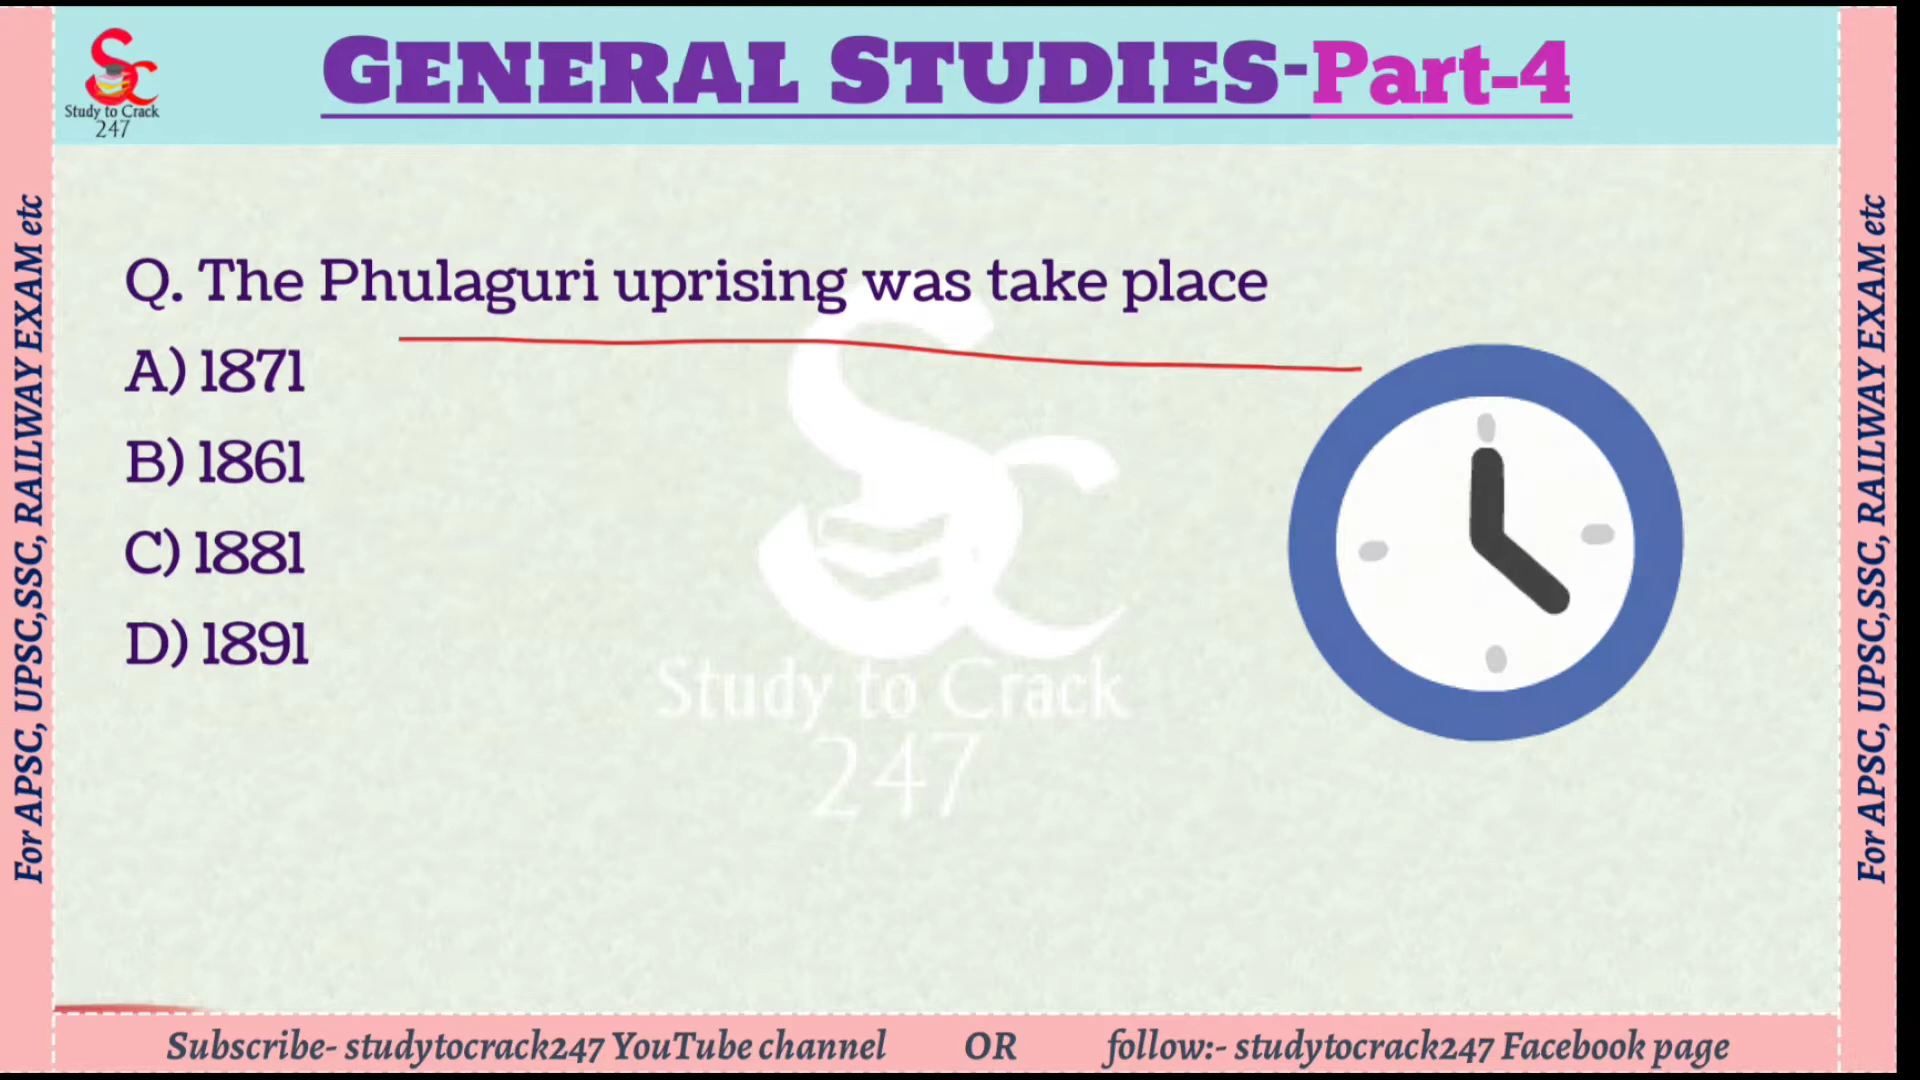 GENERAL STUDIES-Part-4
Study to Crack
247
For APSC, UPSC,SSC, RAILWAY EXAM etc
Q. The Phulaguri uprising was take place
A) 1871
B) 1861
C) 1881
D) 1891
Study to Crack
247
For APSC, UPSC,SSC, RAILWAY EXAM etc
Subscribe- studytocrack247 YouTube channel OR follow:- studytocrack247 Facebook page